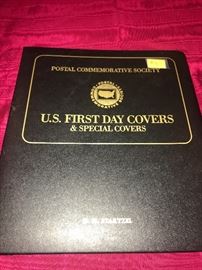 POSTAL COMMEMORATIVE SOCIETY
U.S. FIRST DAY COVERS
& SPECIAL COVERS